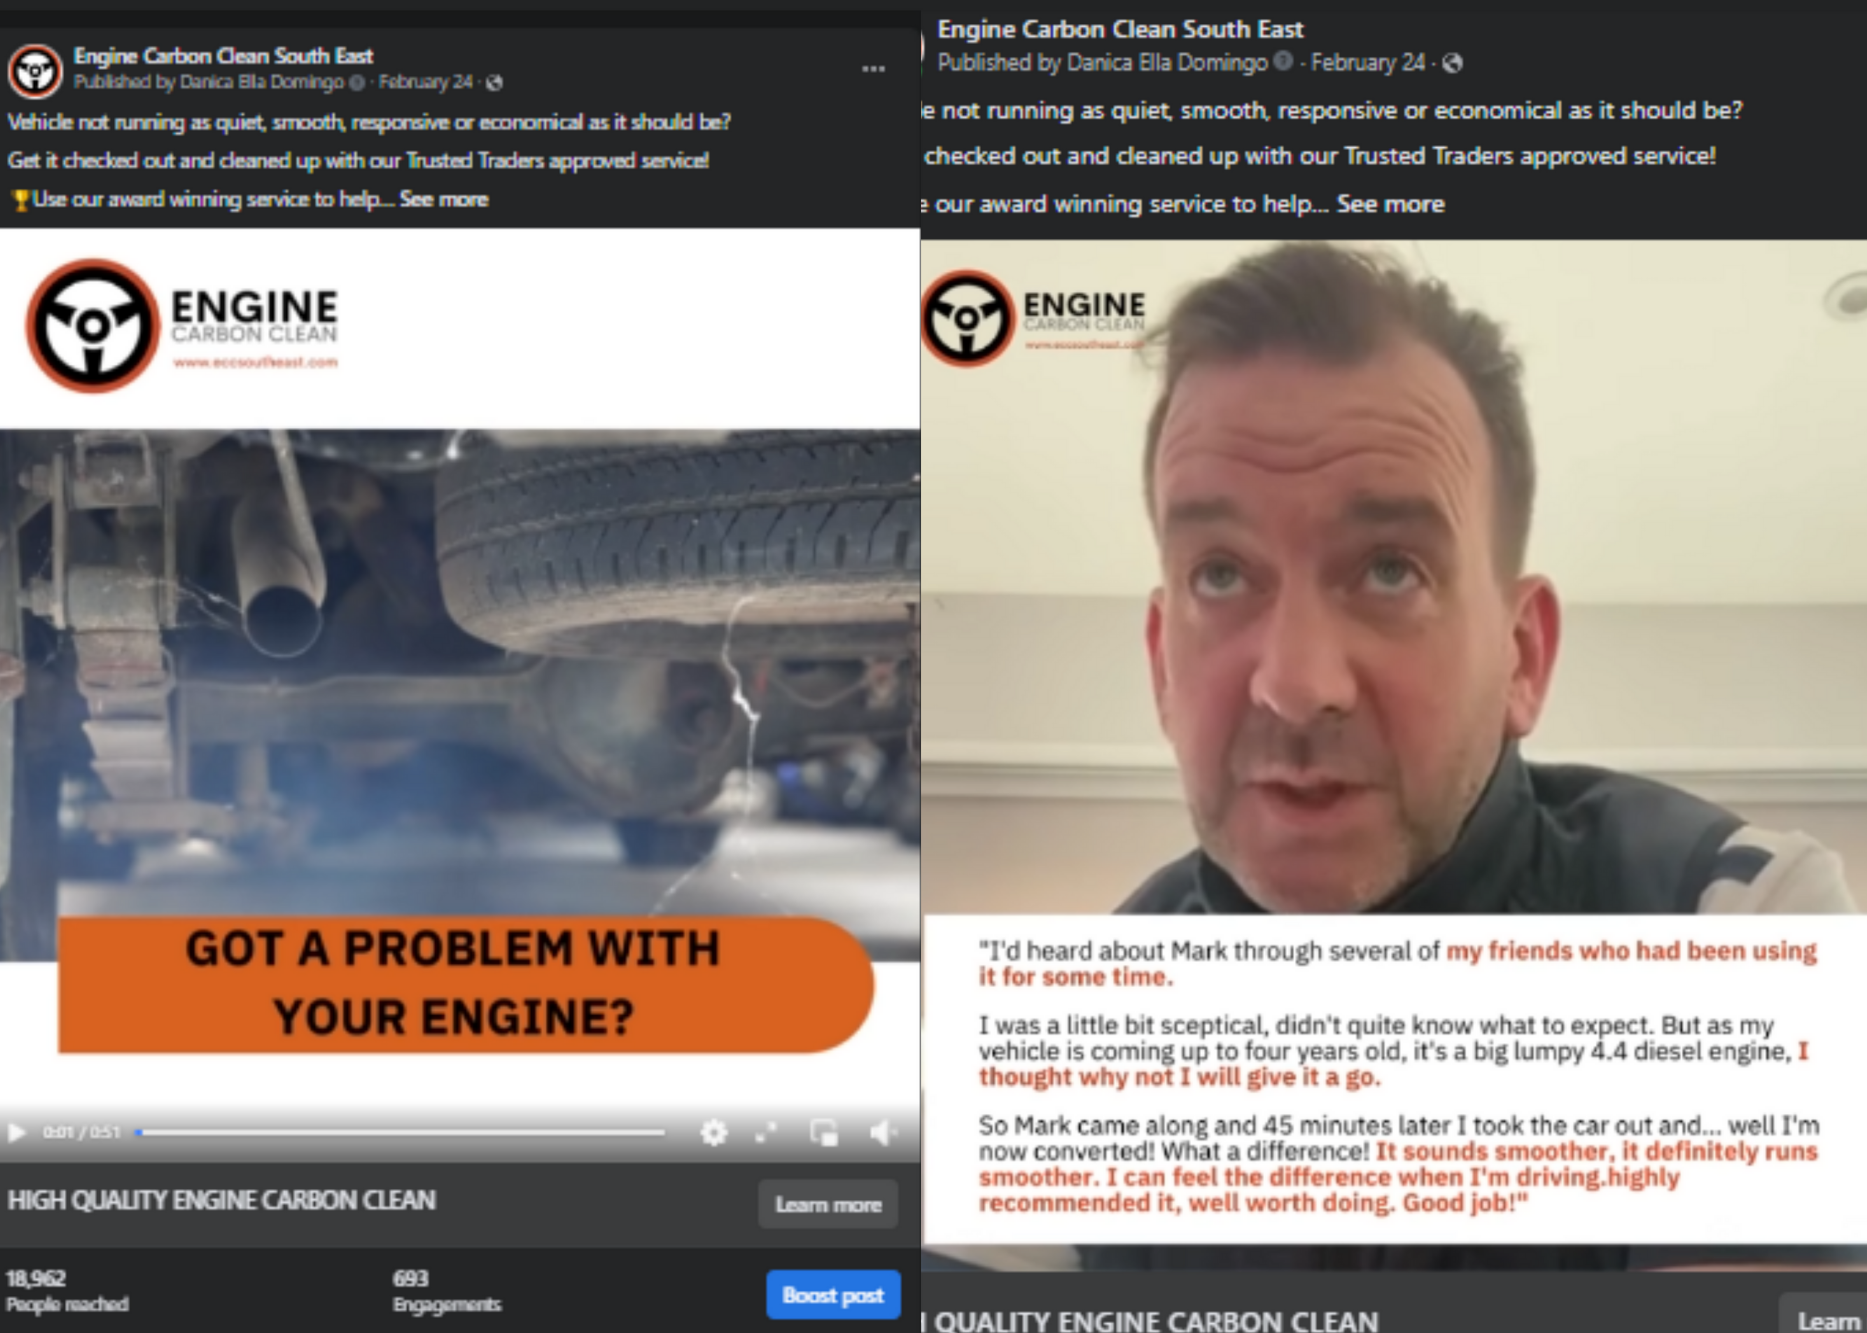 Engine Carbon Clean South East
Published by Danica Ella Domingo · February 24 ·
Vehicle not running as quiet, smooth, responsive or economical as it should be?
Get it checked out and cleaned up with our Trusted Traders approved service!
🏆Use our award winning service to help... See more
ENGINE
CARBON CLEAN
www.eccsoutheast.com
GOT A PROBLEM WITH
YOUR ENGINE?
0:01 / 0:51
HIGH QUALITY ENGINE CARBON CLEAN
Learn more
18,962
People reached
693
Engagements
Boost post
Engine Carbon Clean South East
Published by Danica Ella Domingo · February 24 ·
e not running as quiet, smooth, responsive or economical as it should be?
checked out and cleaned up with our Trusted Traders approved service!
e our award winning service to help... See more
ENGINE
CARBON CLEAN
www.eccsoutheast.com
"I'd heard about Mark through several of my friends who had been using
it for some time.
I was a little bit sceptical, didn't quite know what to expect. But as my
vehicle is coming up to four years old, it's a big lumpy 4.4 diesel engine, I
thought why not I will give it a go.
So Mark came along and 45 minutes later I took the car out and... well I'm
now converted! What a difference! It sounds smoother, it definitely runs
smoother. I can feel the difference when I'm driving.highly
recommended it, well worth doing. Good job!"
QUALITY ENGINE CARBON CLEAN
Learn